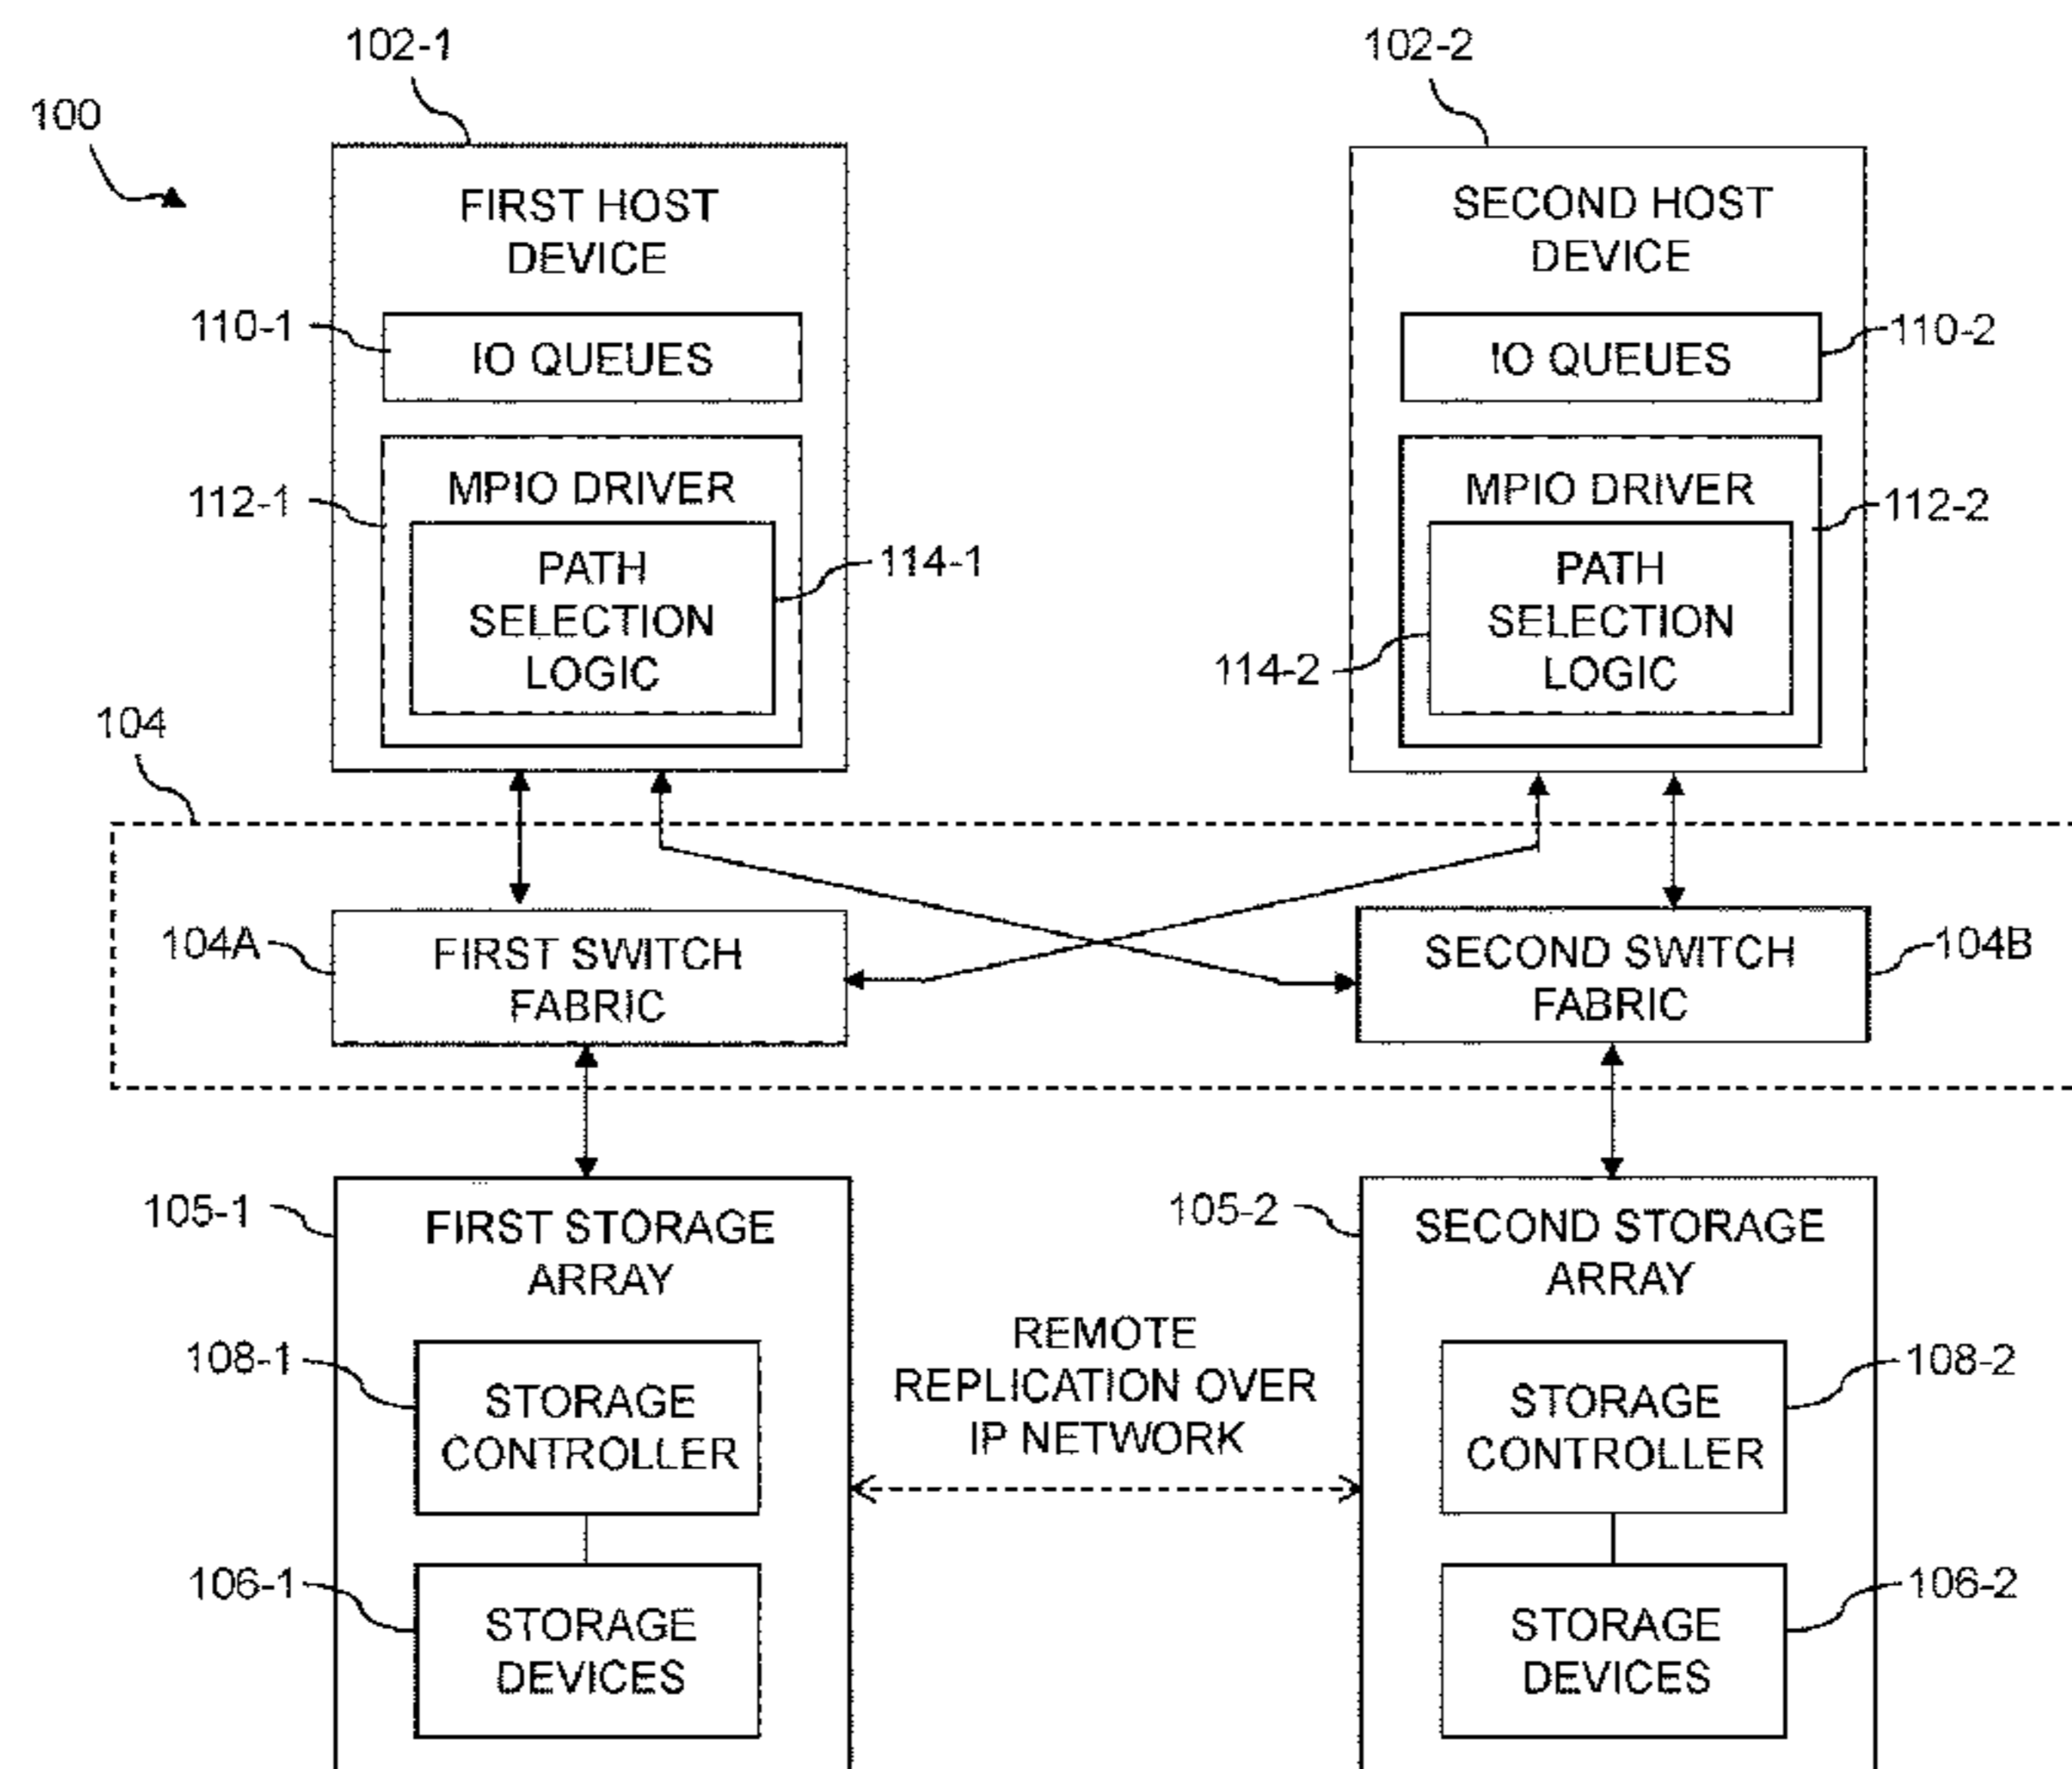 102-1
102-2
100
FIRST HOST
DEVICE
SECOND HOST
DEVICE
110-1
IO QUEUES
IO QUEUES
110-2
112-1
MPIO DRIVER
MPIO DRIVER
112-2
PATH
SELECTION
LOGIC
114-1
PATH
SELECTION
LOGIC
114-2
104
104A
FIRST SWITCH
FABRIC
SECOND SWITCH
FABRIC
104B
105-1
FIRST STORAGE
ARRAY
105-2
SECOND STORAGE
ARRAY
REMOTE
REPLICATION OVER
IP NETWORK
108-1
STORAGE
CONTROLLER
STORAGE
CONTROLLER
108-2
106-1
STORAGE
DEVICES
STORAGE
DEVICES
106-2